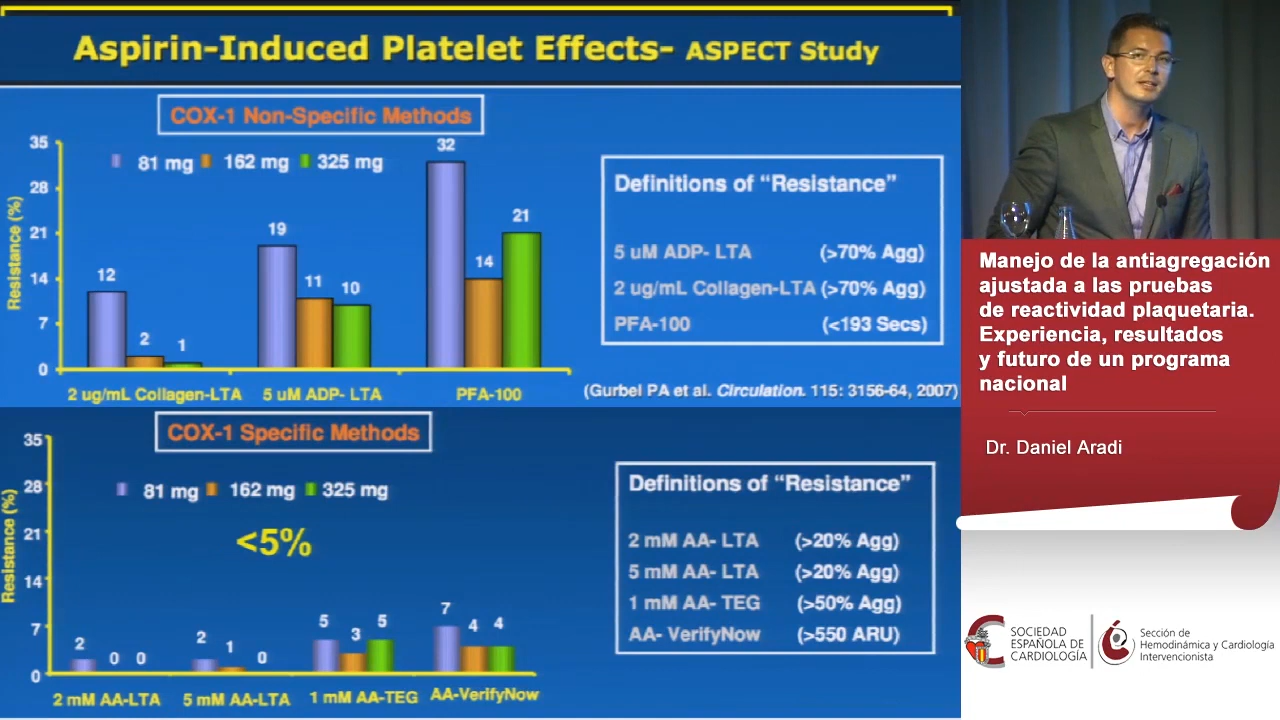 Aspirin-Induced Platelet Effects- ASPECT Study
COX-1 Non-Specific Methods
81 mg 162 mg 325 mg
Resistance (%)
35
28
21
14
7
0
12
2
1
19
11
10
32
14
21
2 ug/mL Collagen-LTA 5 uM ADP- LTA PFA-100
Definitions of “Resistance”
5 uM ADP- LTA (>70% Agg)
2 ug/mL Collagen-LTA (>70% Agg)
PFA-100 (<193 Secs)
(Gurbel PA et al. Circulation. 115: 3156-64, 2007)
COX-1 Specific Methods
81 mg 162 mg 325 mg
<5%
Resistance (%)
35
28
21
14
7
0
2
0
0
2
1
0
5
3
5
7
4
4
2 mM AA-LTA 5 mM AA-LTA 1 mM AA-TEG AA-VerifyNow
Definitions of “Resistance”
2 mM AA- LTA (>20% Agg)
5 mM AA- LTA (>20% Agg)
1 mM AA- TEG (>50% Agg)
AA- VerifyNow (>550 ARU)
Manejo de la antiagregación
ajustada a las pruebas
de reactividad plaquetaria.
Experiencia, resultados
y futuro de un programa
nacional
Dr. Daniel Aradi
SOCIEDAD
ESPAÑOLA DE
CARDIOLOGÍA
Sección de
Hemodinámica y Cardiología
Intervencionista